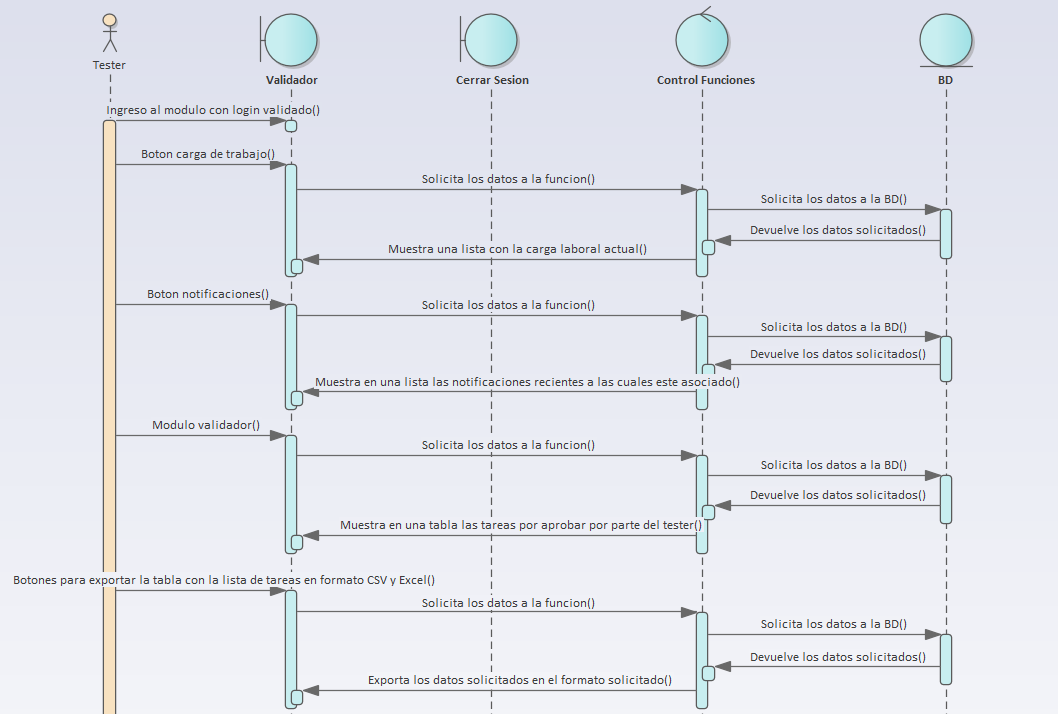 Tester
Validador
Cerrar Sesion
Control Funciones
BD
Ingreso al modulo con login validado()
Boton carga de trabajo()
Solicita los datos a la funcion()
Solicita los datos a la BD()
Devuelve los datos solicitados()
Muestra una lista con la carga laboral actual()
Boton notificaciones()
Solicita los datos a la funcion()
Solicita los datos a la BD()
Devuelve los datos solicitados()
Muestra en una lista las notificaciones recientes a las cuales este asociado()
Modulo validador()
Solicita los datos a la funcion()
Solicita los datos a la BD()
Devuelve los datos solicitados()
Muestra en una tabla las tareas por aprobar por parte del tester()
Botones para exportar la tabla con la lista de tareas en formato CSV y Excel()
Solicita los datos a la funcion()
Solicita los datos a la BD()
Devuelve los datos solicitados()
Exporta los datos solicitados en el formato solicitado()